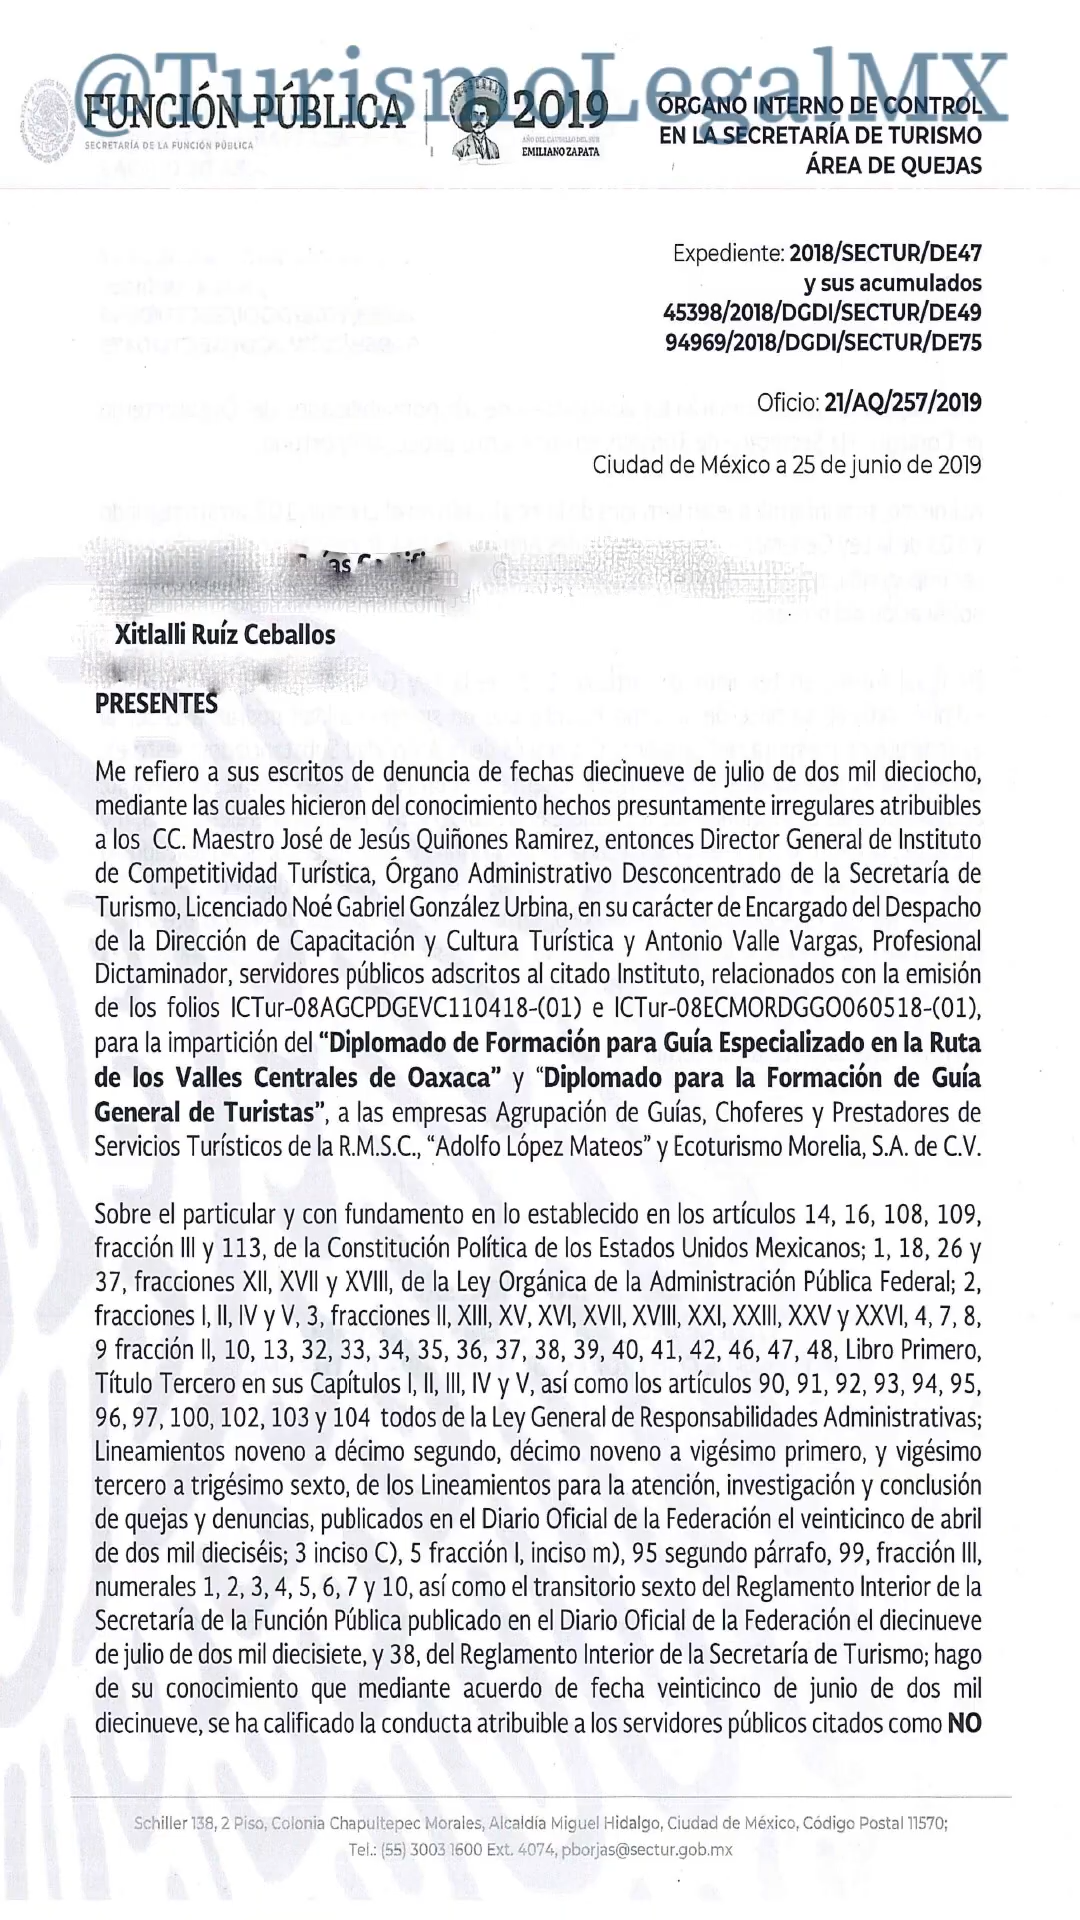 @TurismoLegalMX
FUNCIÓN PÚBLICA
SECRETARÍA DE LA FUNCIÓN PÚBLICA
2019
AÑO DEL CAUDILLO DEL SUR
EMILIANO ZAPATA
ÓRGANO INTERNO DE CONTROL
EN LA SECRETARÍA DE TURISMO
ÁREA DE QUEJAS
Expediente: 2018/SECTUR/DE47
y sus acumulados
45398/2018/DGDI/SECTUR/DE49
94969/2018/DGDI/SECTUR/DE75
Oficio: 21/AQ/257/2019
Ciudad de México a 25 de junio de 2019
Xitlalli Ruíz Ceballos
PRESENTES
Me refiero a sus escritos de denuncia de fechas diecinueve de julio de dos mil dieciocho,
mediante las cuales hicieron del conocimiento hechos presuntamente irregulares atribuibles
a los CC. Maestro José de Jesús Quiñones Ramirez, entonces Director General de Instituto
de Competitividad Turística, Órgano Administrativo Desconcentrado de la Secretaría de
Turismo, Licenciado Noé Gabriel González Urbina, en su carácter de Encargado del Despacho
de la Dirección de Capacitación y Cultura Turística y Antonio Valle Vargas, Profesional
Dictaminador, servidores públicos adscritos al citado Instituto, relacionados con la emisión
de los folios ICTur-08AGCPDGEVC110418-(01) e ICTur-08ECMORDGGO060518-(01),
para la impartición del “Diplomado de Formación para Guía Especializado en la Ruta
de los Valles Centrales de Oaxaca” y “Diplomado para la Formación de Guía
General de Turistas”, a las empresas Agrupación de Guías, Choferes y Prestadores de
Servicios Turísticos de la R.M.S.C., “Adolfo López Mateos” y Ecoturismo Morelia, S.A. de C.V.
Sobre el particular y con fundamento en lo establecido en los artículos 14, 16, 108, 109,
fracción III y 113, de la Constitución Política de los Estados Unidos Mexicanos; 1, 18, 26 y
37, fracciones XII, XVII y XVIII, de la Ley Orgánica de la Administración Pública Federal; 2,
fracciones I, II, IV y V, 3, fracciones II, XIII, XV, XVI, XVII, XVIII, XXI, XXIII, XXV y XXVI, 4, 7, 8,
9 fracción II, 10, 13, 32, 33, 34, 35, 36, 37, 38, 39, 40, 41, 42, 46, 47, 48, Libro Primero,
Título Tercero en sus Capítulos I, II, III, IV y V, así como los artículos 90, 91, 92, 93, 94, 95,
96, 97, 100, 102, 103 y 104 todos de la Ley General de Responsabilidades Administrativas;
Lineamientos noveno a décimo segundo, décimo noveno a vigésimo primero, y vigésimo
tercero a trigésimo sexto, de los Lineamientos para la atención, investigación y conclusión
de quejas y denuncias, publicados en el Diario Oficial de la Federación el veinticinco de abril
de dos mil dieciséis; 3 inciso C), 5 fracción I, inciso m), 95 segundo párrafo, 99, fracción III,
numerales 1, 2, 3, 4, 5, 6, 7 y 10, así como el transitorio sexto del Reglamento Interior de la
Secretaría de la Función Pública publicado en el Diario Oficial de la Federación el diecinueve
de julio de dos mil diecisiete, y 38, del Reglamento Interior de la Secretaría de Turismo; hago
de su conocimiento que mediante acuerdo de fecha veinticinco de junio de dos mil
diecinueve, se ha calificado la conducta atribuible a los servidores públicos citados como NO
Schiller 138, 2 Piso, Colonia Chapultepec Morales, Alcaldía Miguel Hidalgo, Ciudad de México, Código Postal 11570;
Tel.: (55) 3003 1600 Ext. 4074, pborjas@sectur.gob.mx